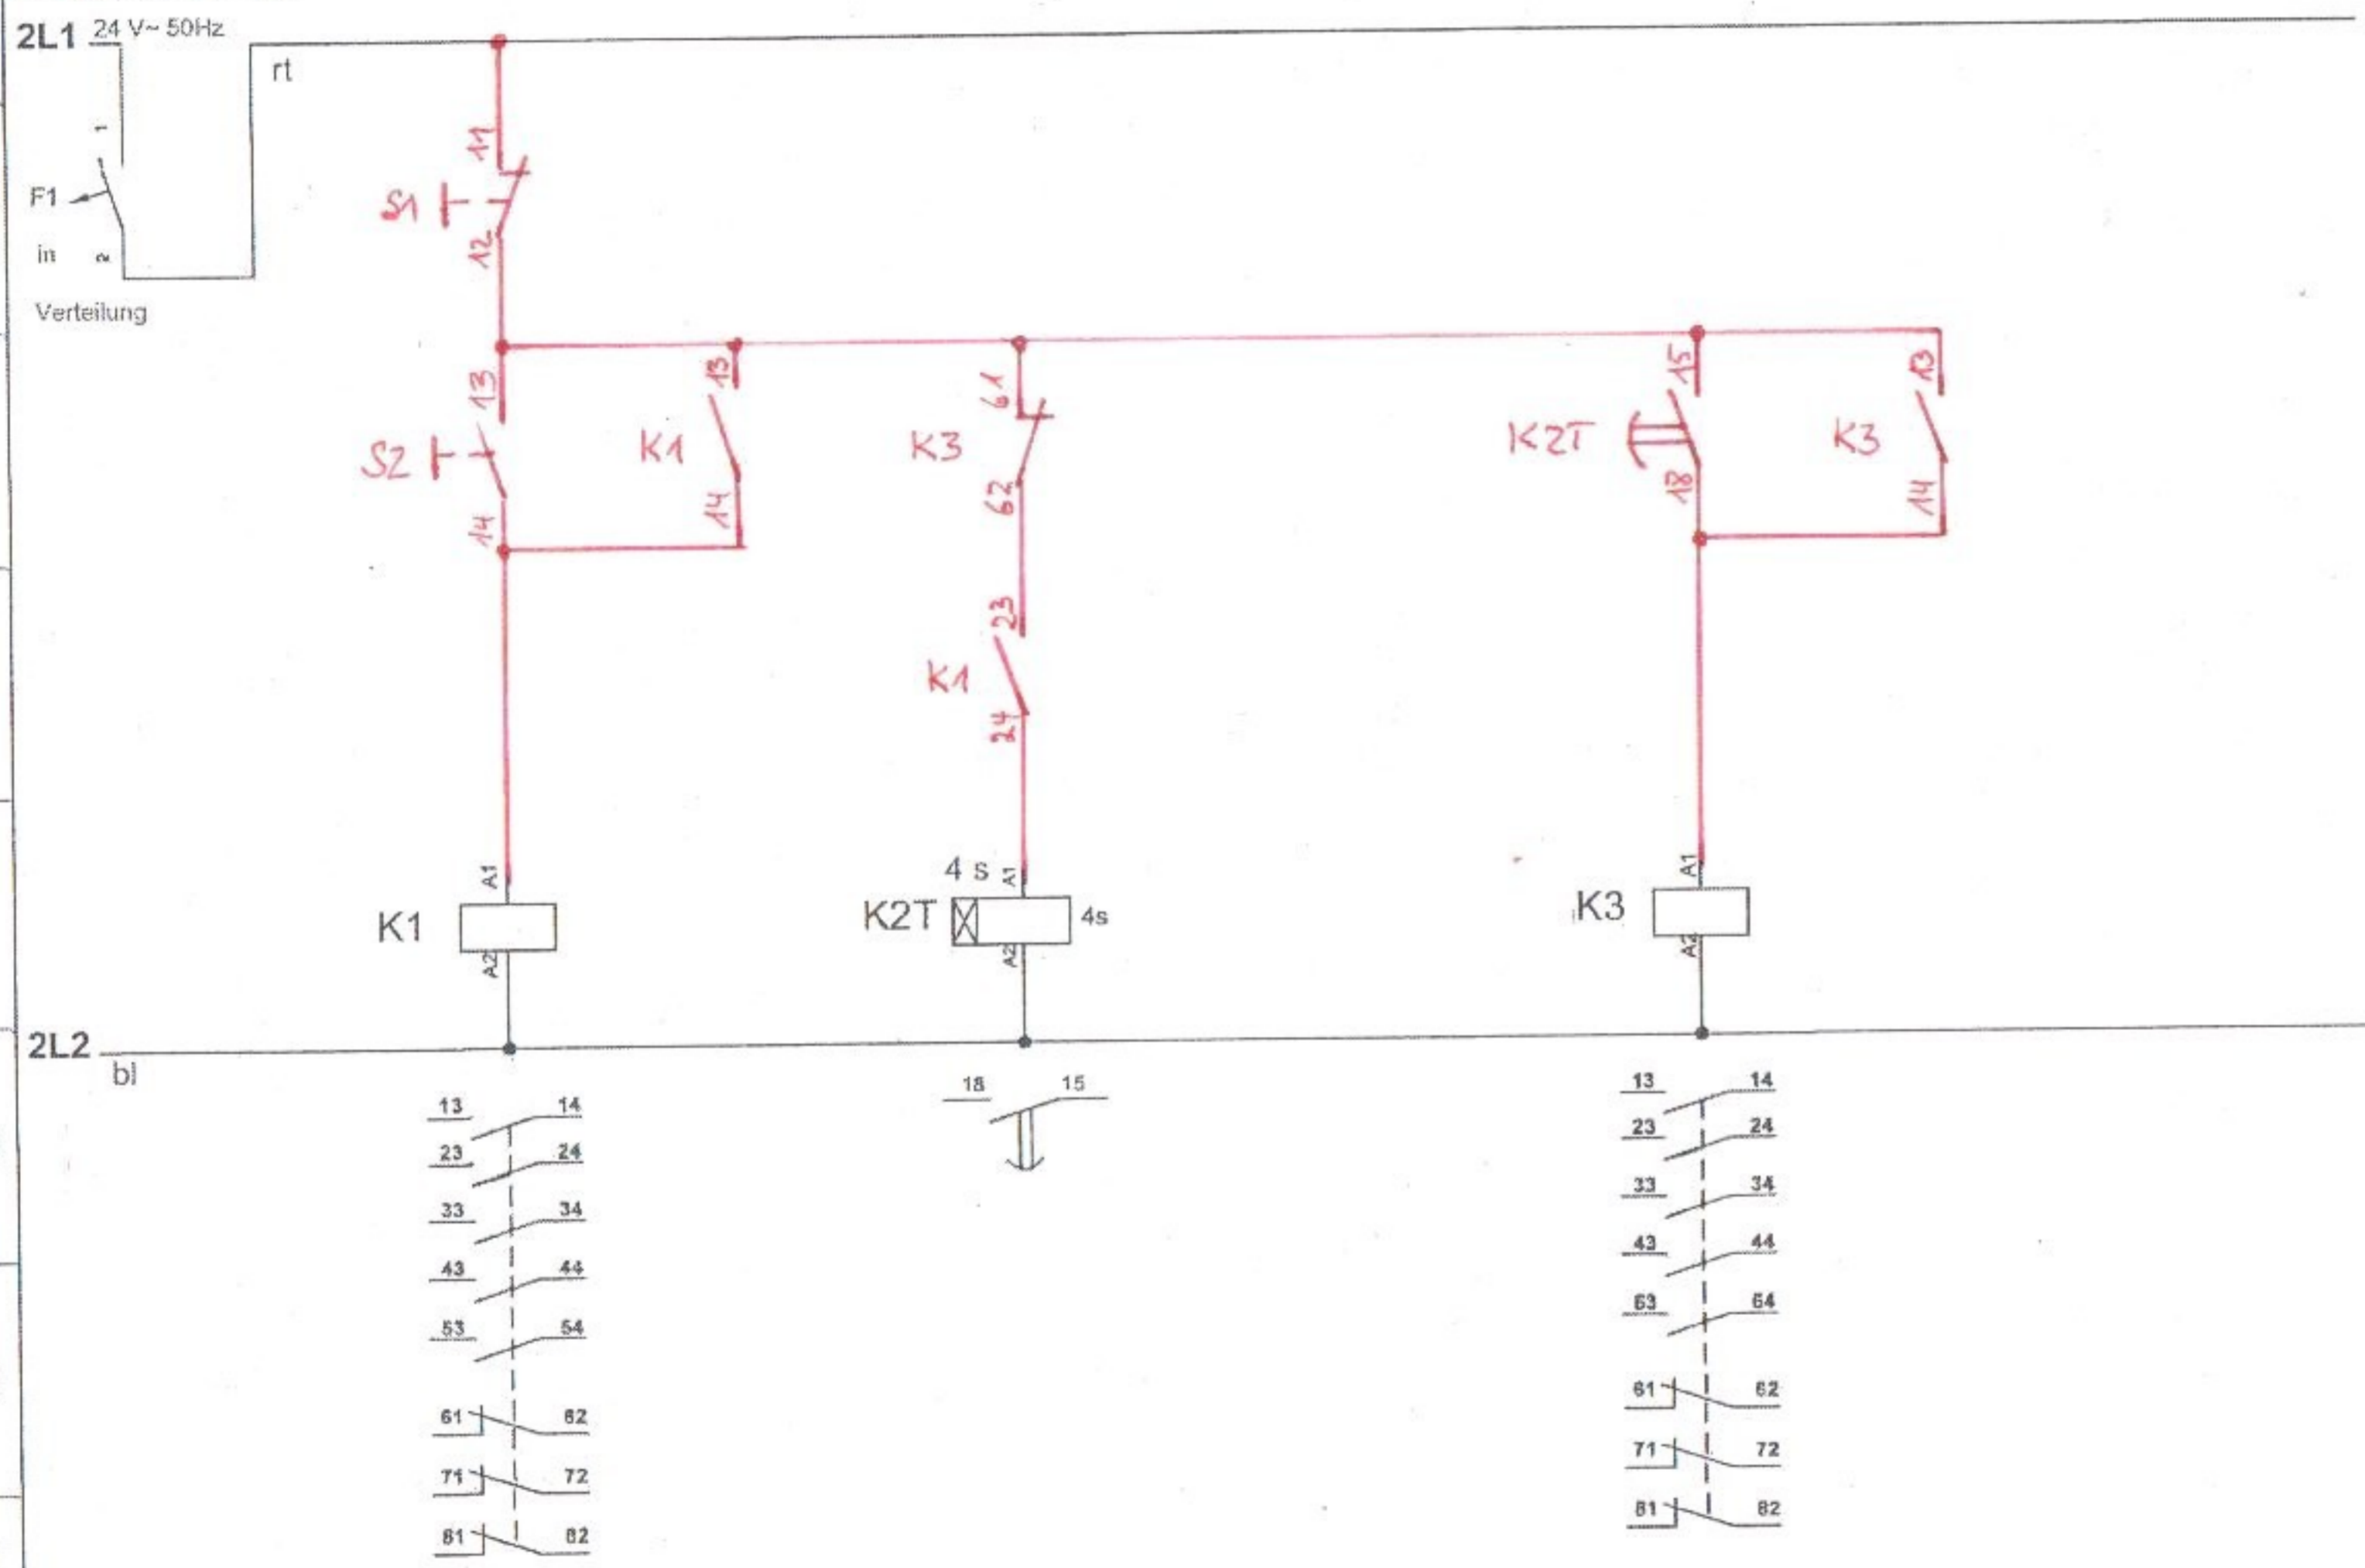 2L1 24 V~ 50Hz
rt
1
F1
in 2
Verteilung
11
S1
12
13
S2
14
13
K1
14
61
K3
62
23
K1
24
15
K2T
18
13
K3
14
A1
K1
A2
4 s A1
K2T 4s
A2
A1
K3
A2
2L2
bl
13 14
23 24
33 34
43 44
53 54
61 62
71 72
81 82
18 15
13 14
23 24
33 34
43 44
53 54
61 62
71 72
81 82